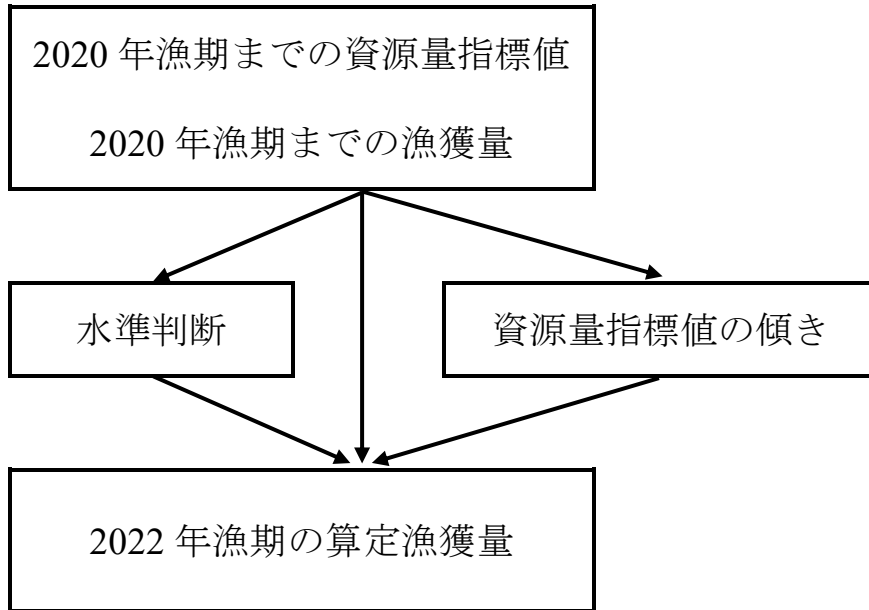 2020 年漁期までの資源量指標値
2020 年漁期までの漁獲量
水準判断
資源量指標値の傾き
2022 年漁期の算定漁獲量